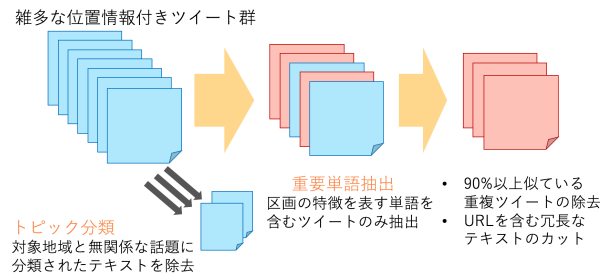 雑多な位置情報付きツイート群
トピック分類
対象地域と無関係な話題に
分類されたテキストを除去
重要単語抽出
区画の特徴を表す単語を
含むツイートのみ抽出
• 90%以上似ている
重複ツイートの除去
• URLを含む冗長な
テキストのカット